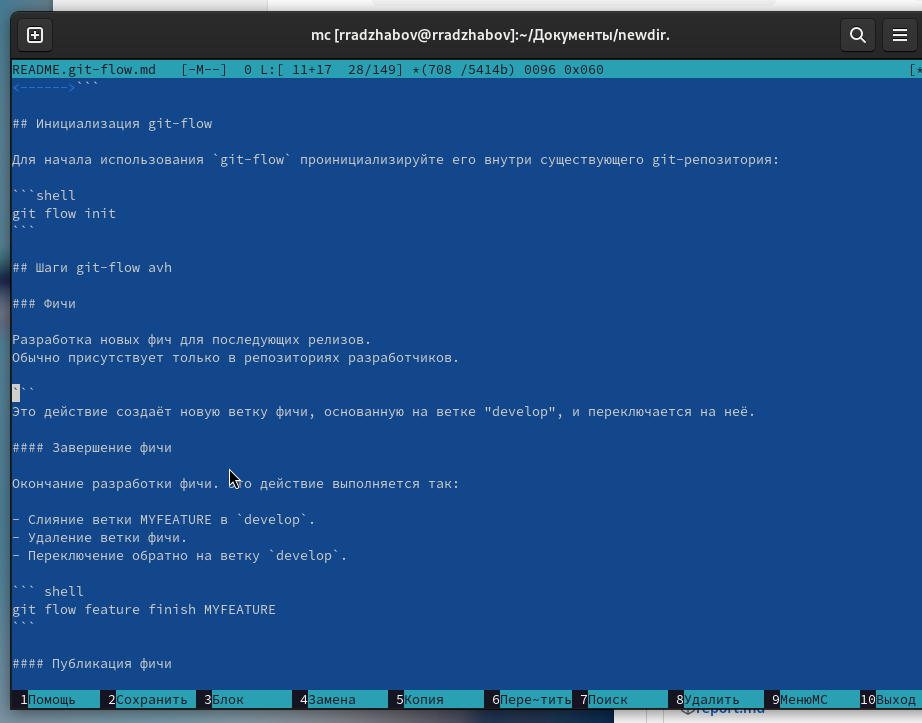 mc [rradzhabov@rradzhabov]:~/Документы/newdir.
README.git-flow.md   [-M--]  0 L:[ 11+17  28/149] *(708 /5414b) 0096 0x060   [*
<------>```
## Инициализация git-flow
Для начала использования `git-flow` проинициализируйте его внутри существующего git-репозитория:
```shell
git flow init
```
## Шаги git-flow avh
### Фичи
Разработка новых фич для последующих релизов.
Обычно присутствует только в репозиториях разработчиков.
```
Это действие создаёт новую ветку фичи, основанную на ветке "develop", и переключается на неё.
#### Завершение фичи
Окончание разработки фичи. Это действие выполняется так:
- Слияние ветки MYFEATURE в `develop`.
- Удаление ветки фичи.
- Переключение обратно на ветку `develop`.
``` shell
git flow feature finish MYFEATURE
```
#### Публикация фичи
1Помощь 2Сохранить 3Блок 4Замена 5Копия 6Пере~тить 7Поиск 8Удалить 9МенюМС 10Выход
report.md